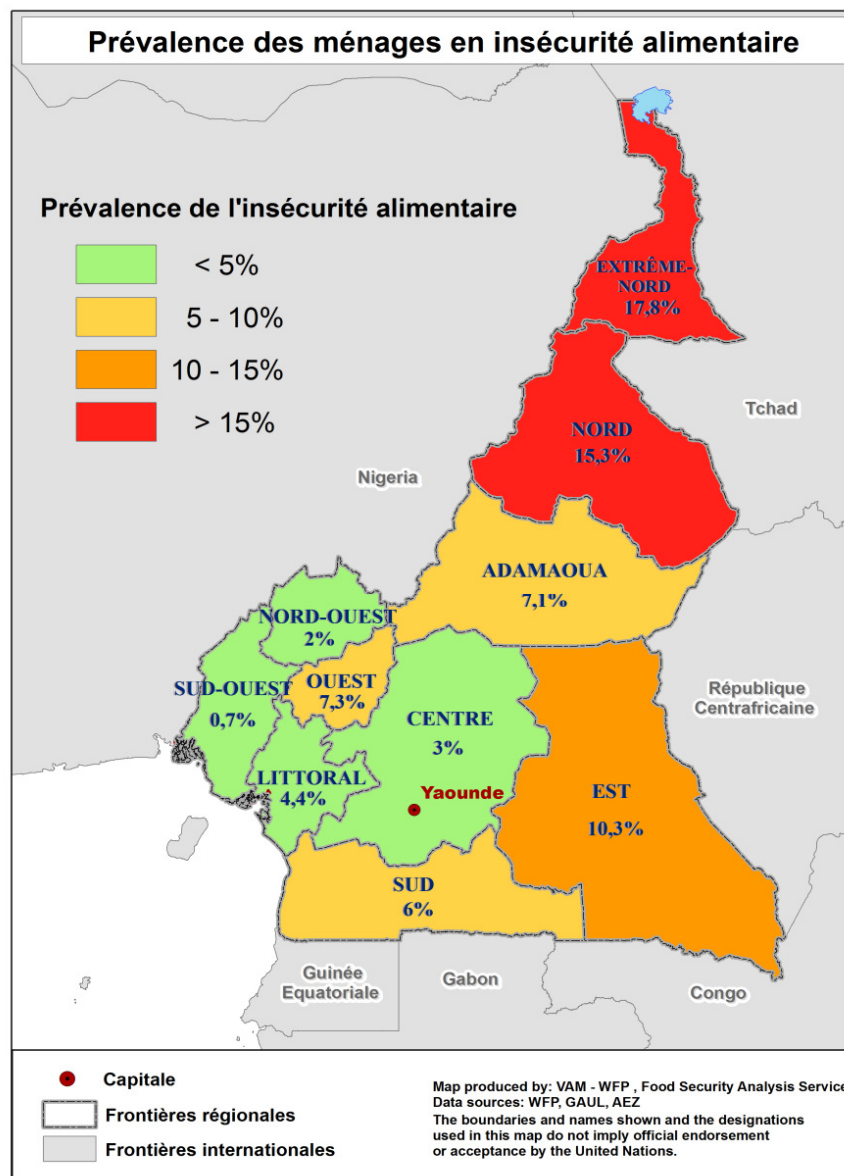 Prévalence des ménages en insécurité alimentaire
Prévalence de l'insécurité alimentaire
< 5%
5 - 10%
10 - 15%
> 15%
EXTRÊME-
NORD
17,8%
Tchad
NORD
15,3%
Nigeria
ADAMAOUA
7,1%
NORD-OUEST
2%
SUD-OUEST
0,7%
OUEST
7,3%
CENTRE
3%
République
Centrafricaine
LITTORAL
4,4%
Yaounde
EST
10,3%
SUD
6%
Guinée
Equatoriale
Gabon
Congo
Capitale
Frontières régionales
Frontières internationales
Map produced by: VAM - WFP , Food Security Analysis Service
Data sources: WFP, GAUL, AEZ
The boundaries and names shown and the designations
used in this map do not imply official endorsement
or acceptance by the United Nations.